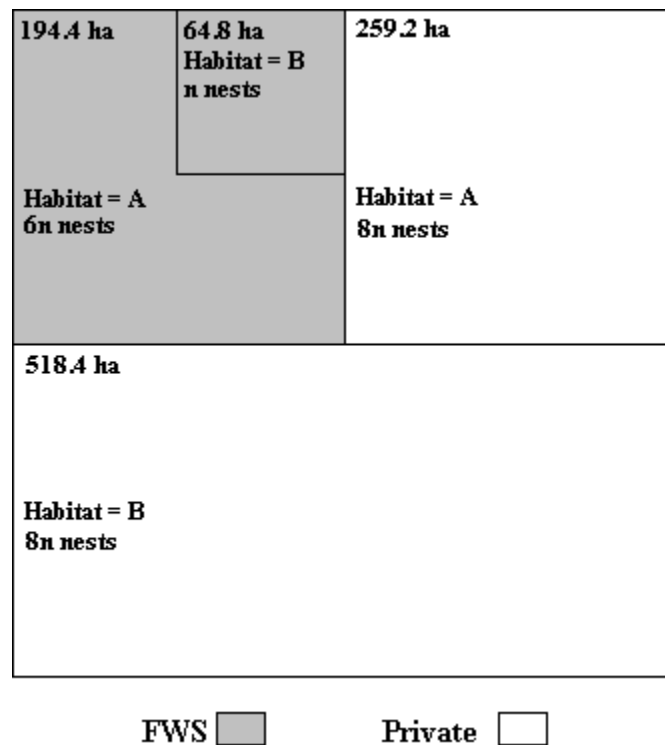 194.4 ha
Habitat = A
6n nests
64.8 ha
Habitat = B
n nests
259.2 ha
Habitat = A
8n nests
518.4 ha
Habitat = B
8n nests
FWS
Private